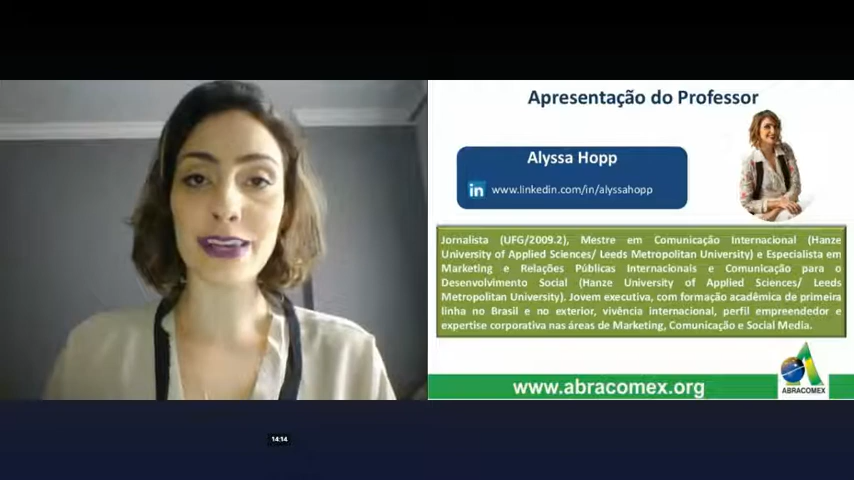 Apresentação do Professor
Alyssa Hopp
in www.linkedin.com/in/alyssahopp
Jornalista (UFG/2009.2), Mestre em Comunicação Internacional (Hanze
University of Applied Sciences/ Leeds Metropolitan University) e Especialista em
Marketing e Relações Públicas Internacionais e Comunicação para o
Desenvolvimento Social (Hanze University of Applied Sciences/ Leeds
Metropolitan University). Jovem executiva, com formação acadêmica de primeira
linha no Brasil e no exterior, vivência internacional, perfil empreendedor e
expertise corporativa nas áreas de Marketing, Comunicação e Social Media.
www.abracomex.org
ABRACOMEX
14:14